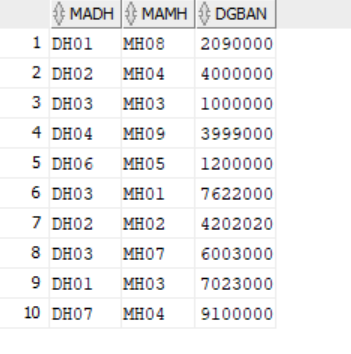 MADH MAMH DGBAN
1 DH01 MH08 2090000
2 DH02 MH04 4000000
3 DH03 MH03 1000000
4 DH04 MH09 3999000
5 DH06 MH05 1200000
6 DH03 MH01 7622000
7 DH02 MH02 4202020
8 DH03 MH07 6003000
9 DH01 MH03 7023000
10 DH07 MH04 9100000